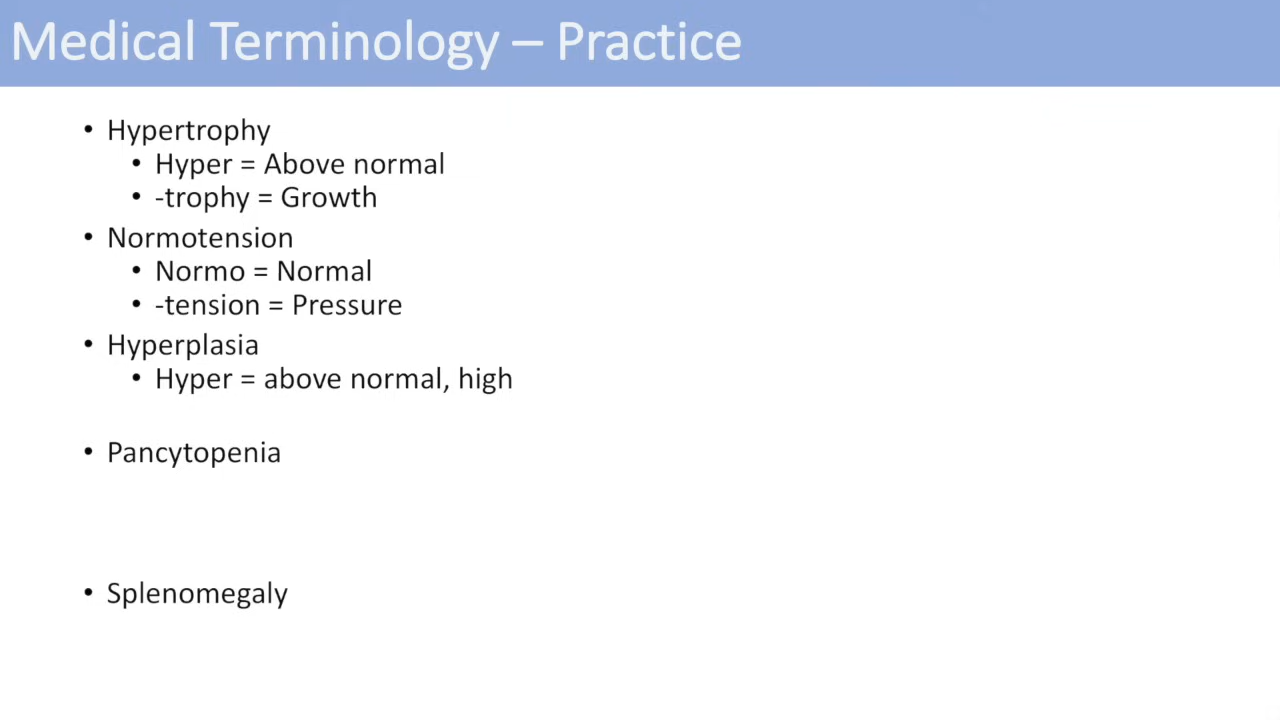 Medical Terminology – Practice
• Hypertrophy
• Hyper = Above normal
• -trophy = Growth
• Normotension
• Normo = Normal
• -tension = Pressure
• Hyperplasia
• Hyper = above normal, high
• Pancytopenia
• Splenomegaly